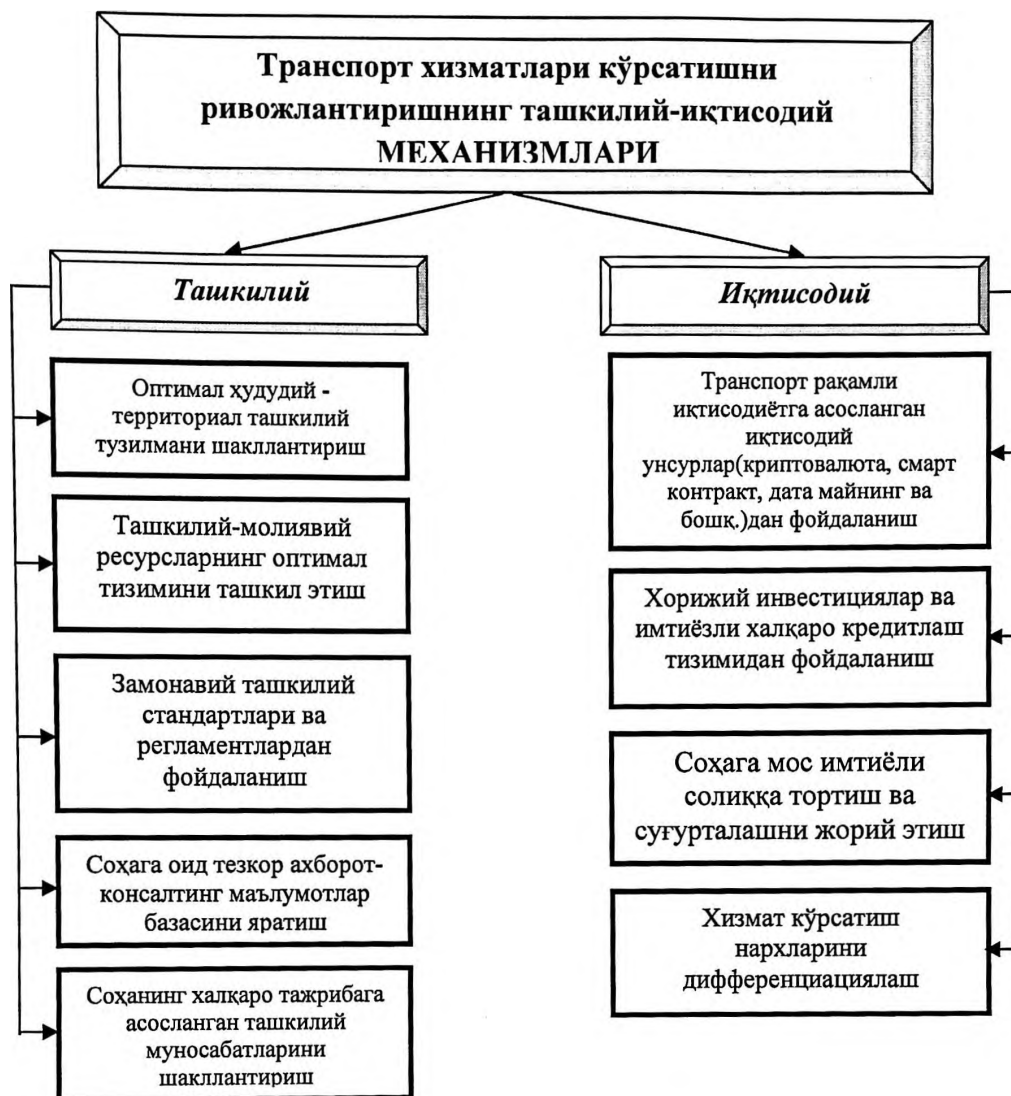 Транспорт хизматлари кўрсатишни
ривожлантиришнинг ташкилий-иқтисодий
МЕХАНИЗМЛАРИ
Ташкилий
Оптимал ҳудудий -
территориал ташкилий
тузилмани шакллантириш
Ташкилий-молиявий
ресурсларнинг оптимал
тизимини ташкил этиш
Замонавий ташкилий
стандартлари ва
регламентлардан
фойдаланиш
Соҳага оид тезкор ахборот-
консалтинг маълумотлар
базасини яратиш
Соҳанинг халқаро тажрибага
асосланган ташкилий
муносабатларини
шакллантириш
Иқтисодий
Транспорт рақамли
иқтисодиётга асосланган
иқтисодий
унсурлар(криптовалюта, смарт
контракт, дата майнинг ва
бошқ.)дан фойдаланиш
Хорижий инвестициялар ва
имтиёзли халқаро кредитлаш
тизимидан фойдаланиш
Соҳага мос имтиёли
солиққа тортиш ва
суғурталашни жорий этиш
Хизмат кўрсатиш
нархларини
дифференциациялаш